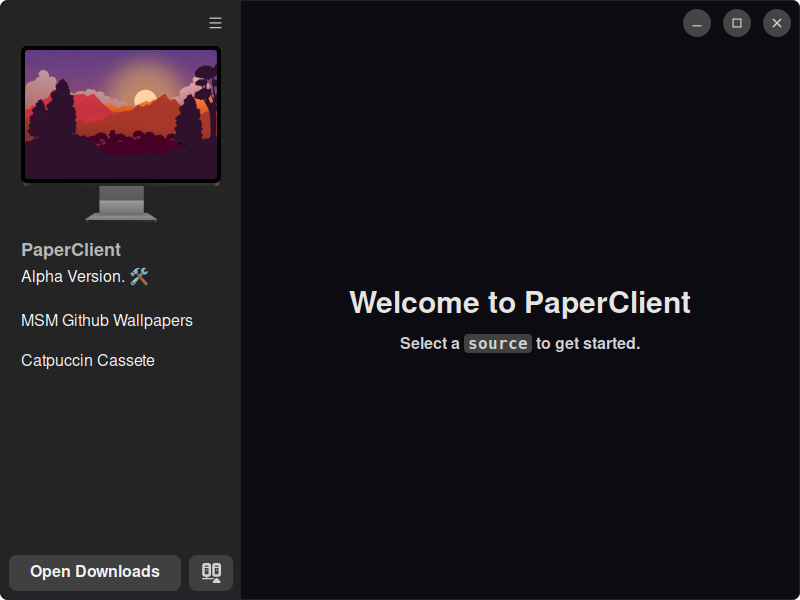 PaperClient
Alpha Version. 🛠️
MSM Github Wallpapers
Catpuccin Cassete
Open Downloads
Welcome to PaperClient
Select a source to get started.